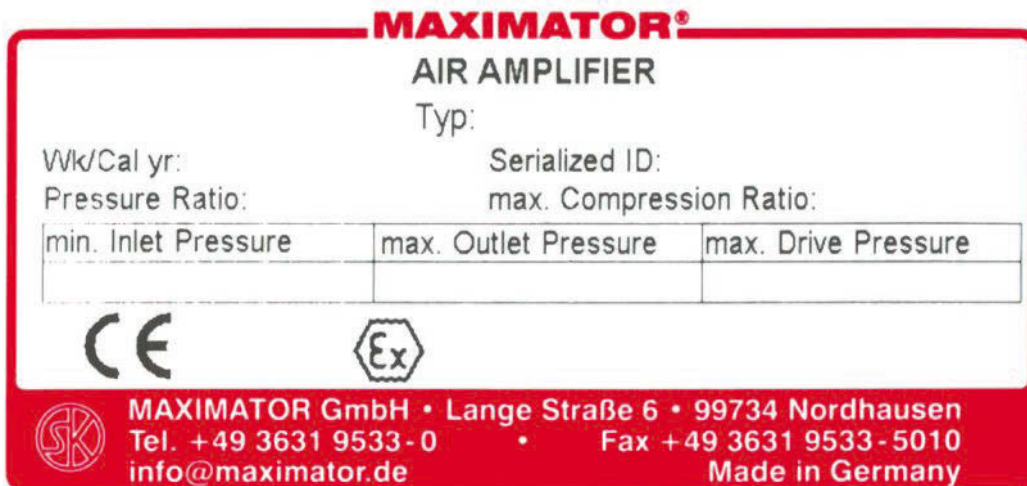 MAXIMATOR®
AIR AMPLIFIER
Typ:
Wk/Cal yr: Serialized ID:
Pressure Ratio: max. Compression Ratio:
min. Inlet Pressure max. Outlet Pressure max. Drive Pressure
CE Ex
SK
MAXIMATOR GmbH • Lange Straße 6 • 99734 Nordhausen
Tel. +49 3631 9533-0 • Fax +49 3631 9533-5010
info@maximator.de Made in Germany